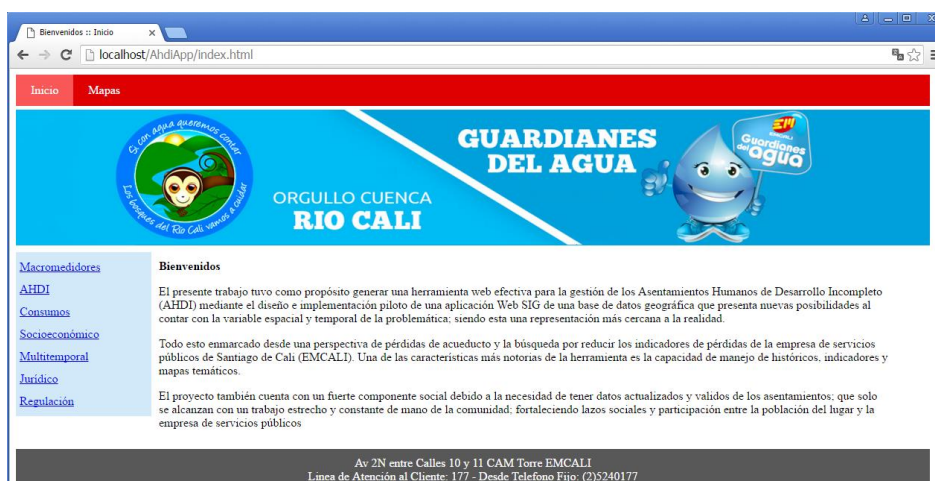 Bienvenidos :: Inicio
localhost/AhdiApp/index.html
Inicio Mapas
Si con agua queremos contar
Los bosques del Rio Cali vamos a cuidar
ORGULLO CUENCA
RIO CALI
GUARDIANES
DEL AGUA
EMCALI
Guardianes
del agua
Macromedidores
AHDI
Consumos
Socioeconómico
Multitemporal
Jurídico
Regulación
Bienvenidos
El presente trabajo tuvo como propósito generar una herramienta web efectiva para la gestión de los Asentamientos Humanos de Desarrollo Incompleto
(AHDI) mediante el diseño e implementación piloto de una aplicación Web SIG de una base de datos geográfica que presenta nuevas posibilidades al
contar con la variable espacial y temporal de la problemática; siendo esta una representación más cercana a la realidad.
Todo esto enmarcado desde una perspectiva de pérdidas de acueducto y la búsqueda por reducir los indicadores de pérdidas de la empresa de servicios
públicos de Santiago de Cali (EMCALI). Una de las características más notorias de la herramienta es la capacidad de manejo de históricos, indicadores y
mapas temáticos.
El proyecto también cuenta con un fuerte componente social debido a la necesidad de tener datos actualizados y validos de los asentamientos; que solo
se alcanzan con un trabajo estrecho y constante de mano de la comunidad; fortaleciendo lazos sociales y participación entre la población del lugar y la
empresa de servicios públicos
Av 2N entre Calles 10 y 11 CAM Torre EMCALI
Linea de Atención al Cliente: 177 - Desde Telefono Fijo: (2)5240177